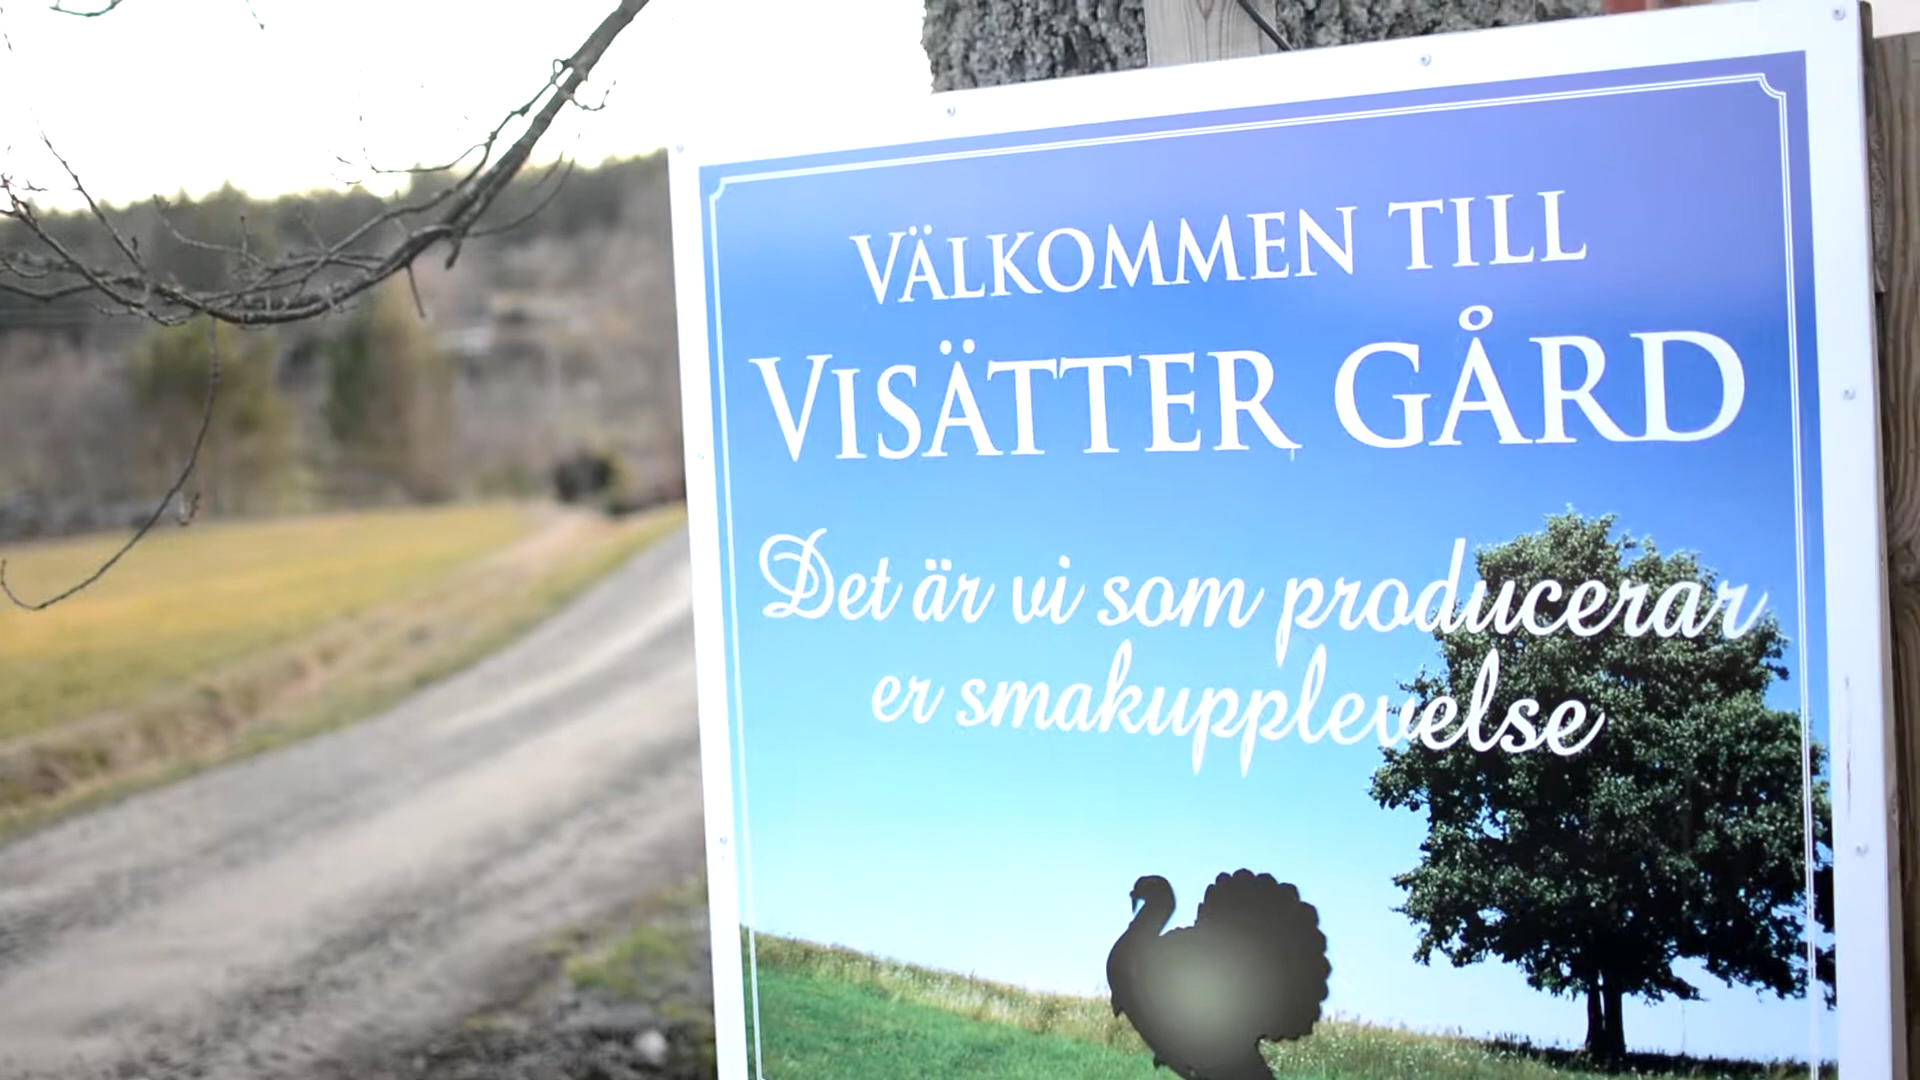 VÄLKOMMEN TILL
VISÄTTER GÅRD
Det är vi som producerar
er smakupplevelse